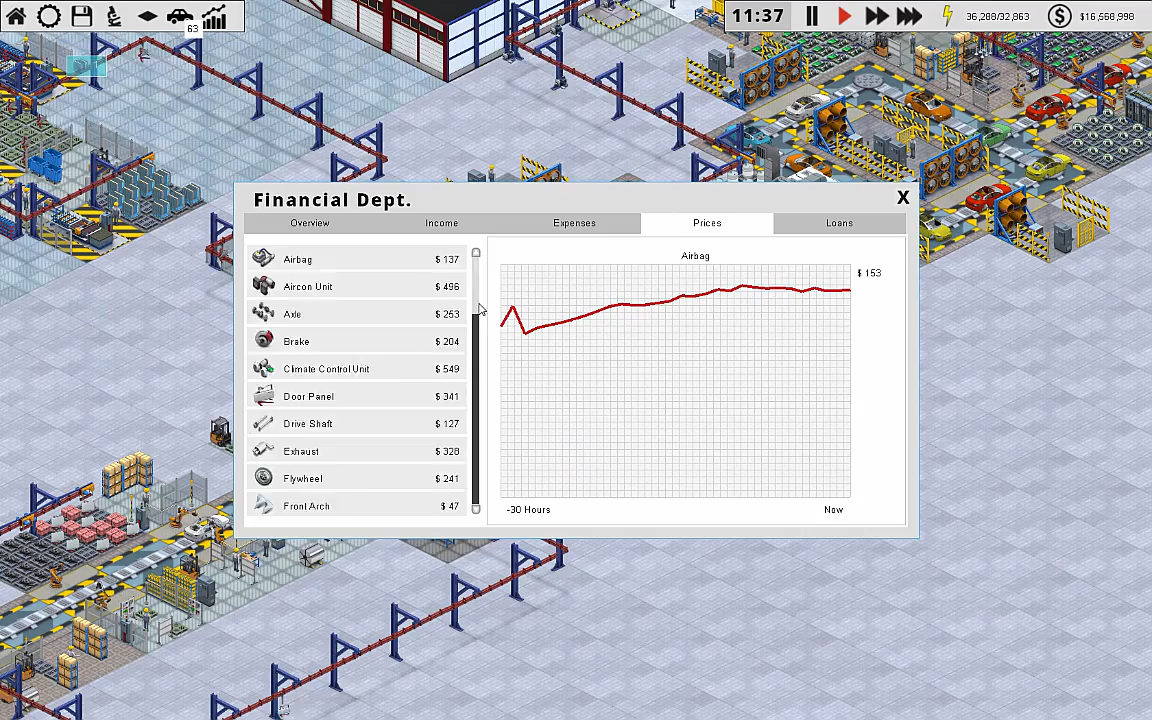 11:37
36,288/32,863
$16,568,998
63
Financial Dept.
X
Overview
Income
Expenses
Prices
Loans
Airbag
$ 137
Aircon Unit
$ 496
Axle
$ 253
Brake
$ 204
Climate Control Unit
$ 549
Door Panel
$ 341
Drive Shaft
$ 127
Exhaust
$ 328
Flywheel
$ 241
Front Arch
$ 47
Airbag
$ 153
-30 Hours
Now